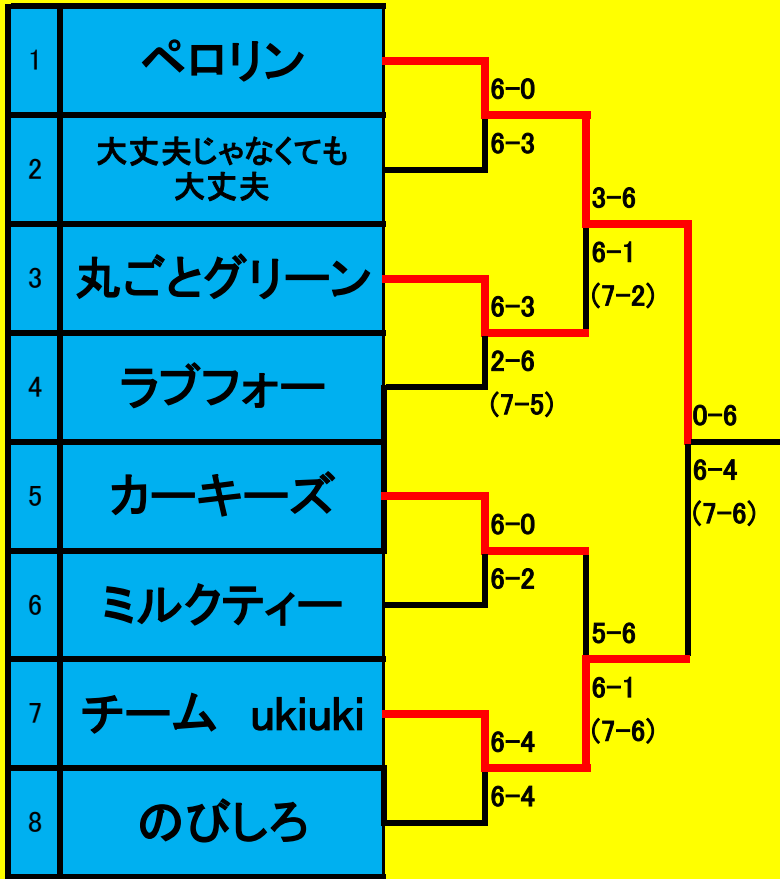 1
ペロリン
2
大丈夫じゃなくても
大丈夫
3
丸ごとグリーン
4
ラブフォー
5
カーキーズ
6
ミルクティー
7
チーム　ukiuki
8
のびしろ
6-0
6-3
6-3
2-6
(7-5)
6-0
6-2
6-4
6-4
3-6
6-1
(7-2)
5-6
6-1
(7-6)
0-6
6-4
(7-6)